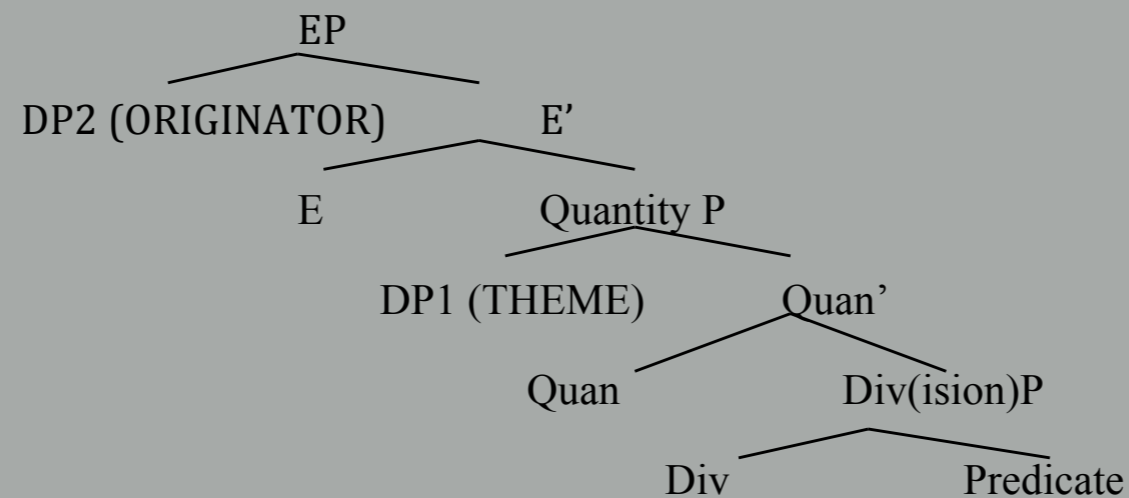 EP
DP2 (ORIGINATOR) E’
E Quantity P
DP1 (THEME) Quan’
Quan Div(ision)P
Div Predicate